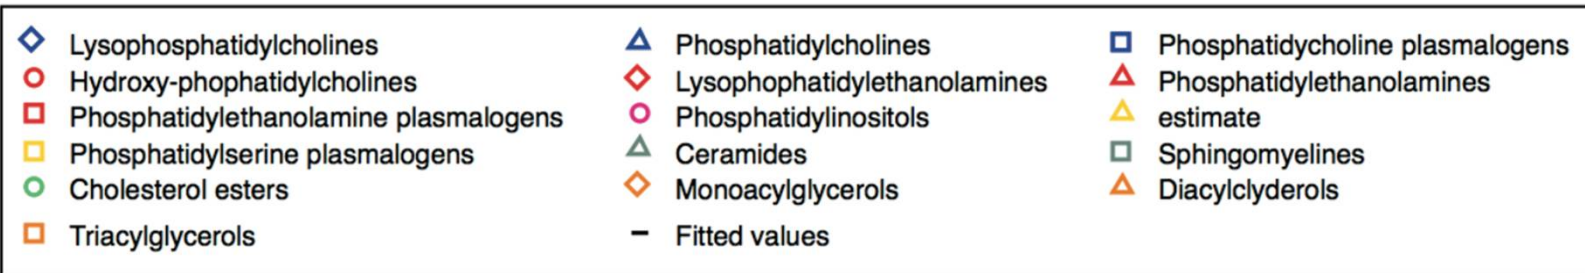 Lysophosphatidylcholines Phosphatidylcholines Phosphatidycholine plasmalogens
Hydroxy-phophatidylcholines Lysophophatidylethanolamines Phosphatidylethanolamines
Phosphatidylethanolamine plasmalogens Phosphatidylinositols estimate
Phosphatidylserine plasmalogens Ceramides Sphingomyelines
Cholesterol esters Monoacylglycerols Diacylclyderols
Triacylglycerols Fitted values